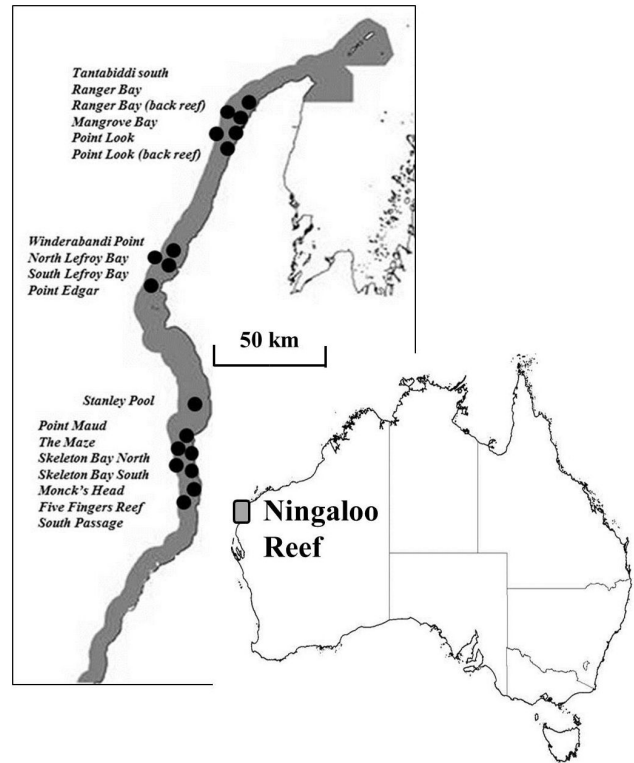 Tantabiddi south
Ranger Bay
Ranger Bay (back reef)
Mangrove Bay
Point Look
Point Look (back reef)
Winderabandi Point
North Lefroy Bay
South Lefroy Bay
Point Edgar
50 km
Stanley Pool
Point Maud
The Maze
Skeleton Bay North
Skeleton Bay South
Monck's Head
Five Fingers Reef
South Passage
Ningaloo
Reef